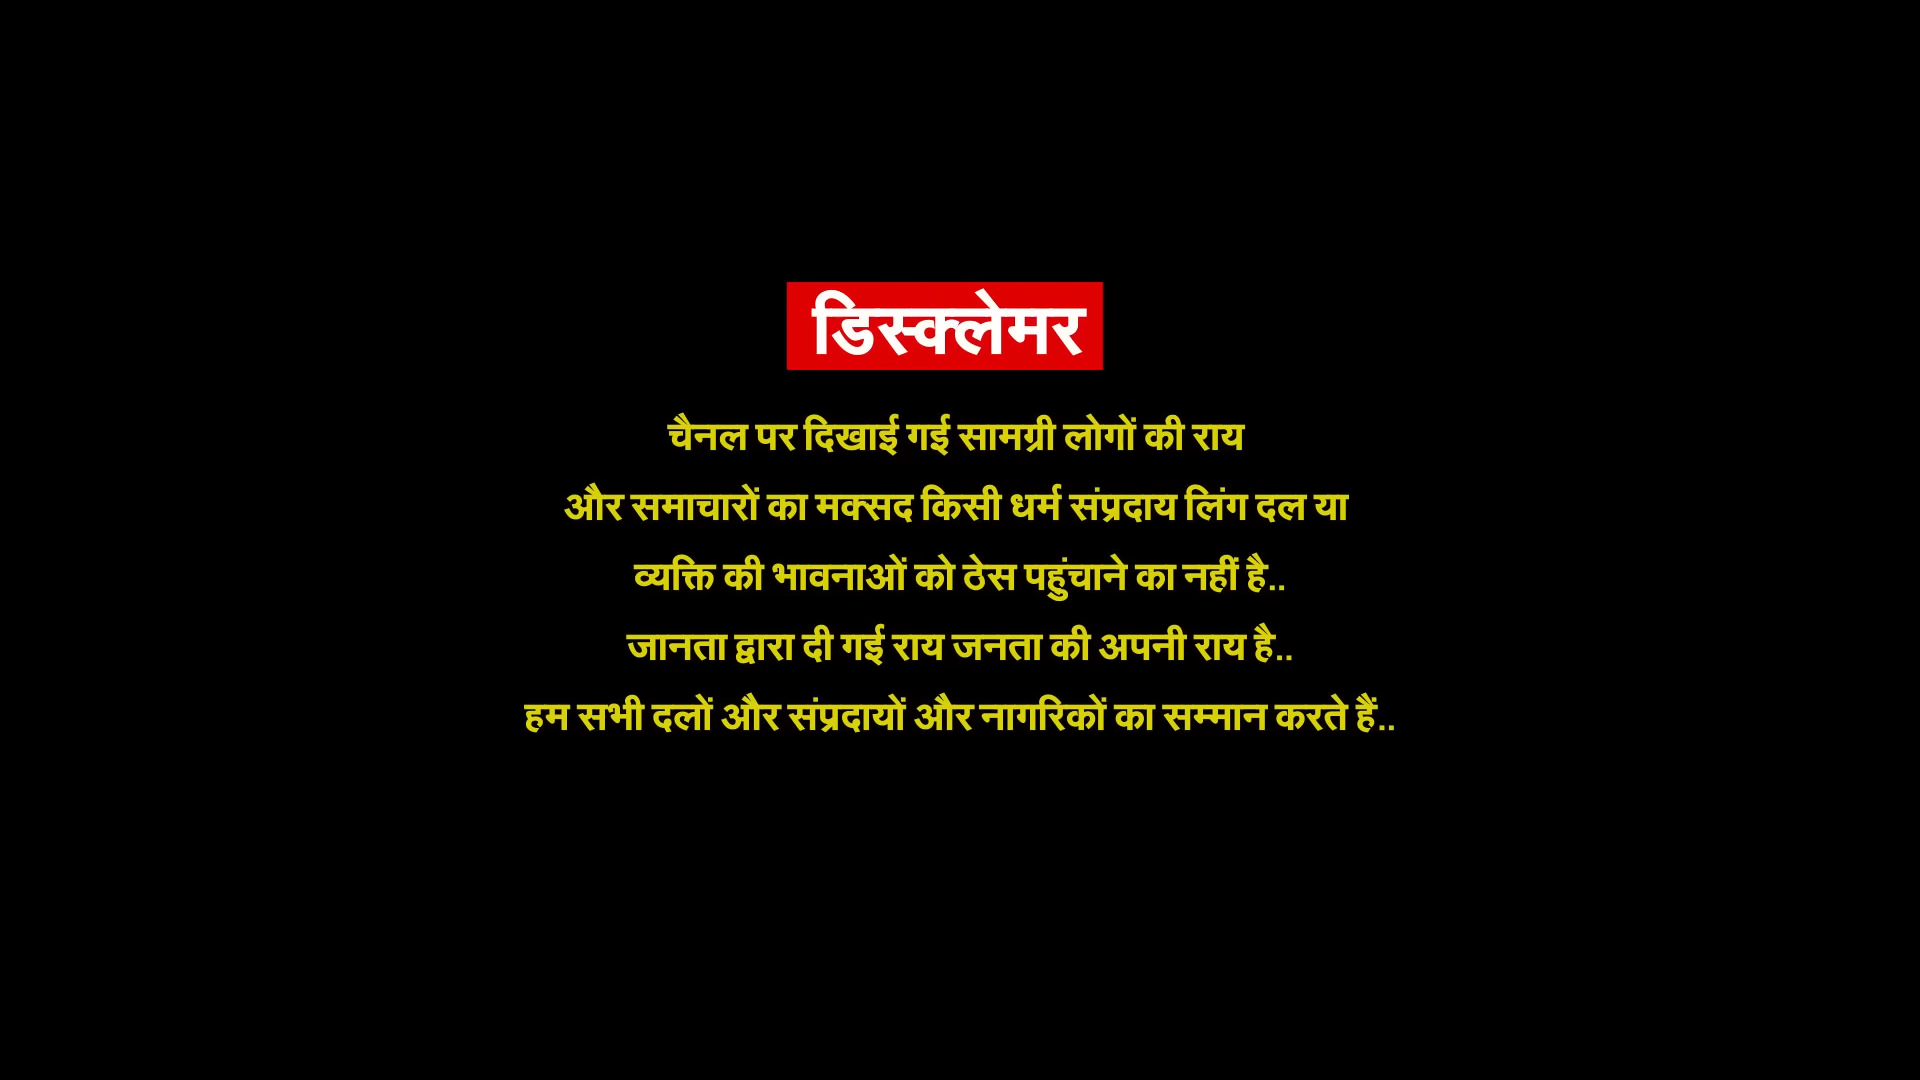 डिस्क्लेमर
चैनल पर दिखाई गई सामग्री लोगों की राय
और समाचारों का मक्सद किसी धर्म संप्रदाय लिंग दल या
व्यक्ति की भावनाओं को ठेस पहुंचाने का नहीं है..
जानता द्वारा दी गई राय जनता की अपनी राय है..
हम सभी दलों और संप्रदायों और नागरिकों का सम्मान करते हैं..